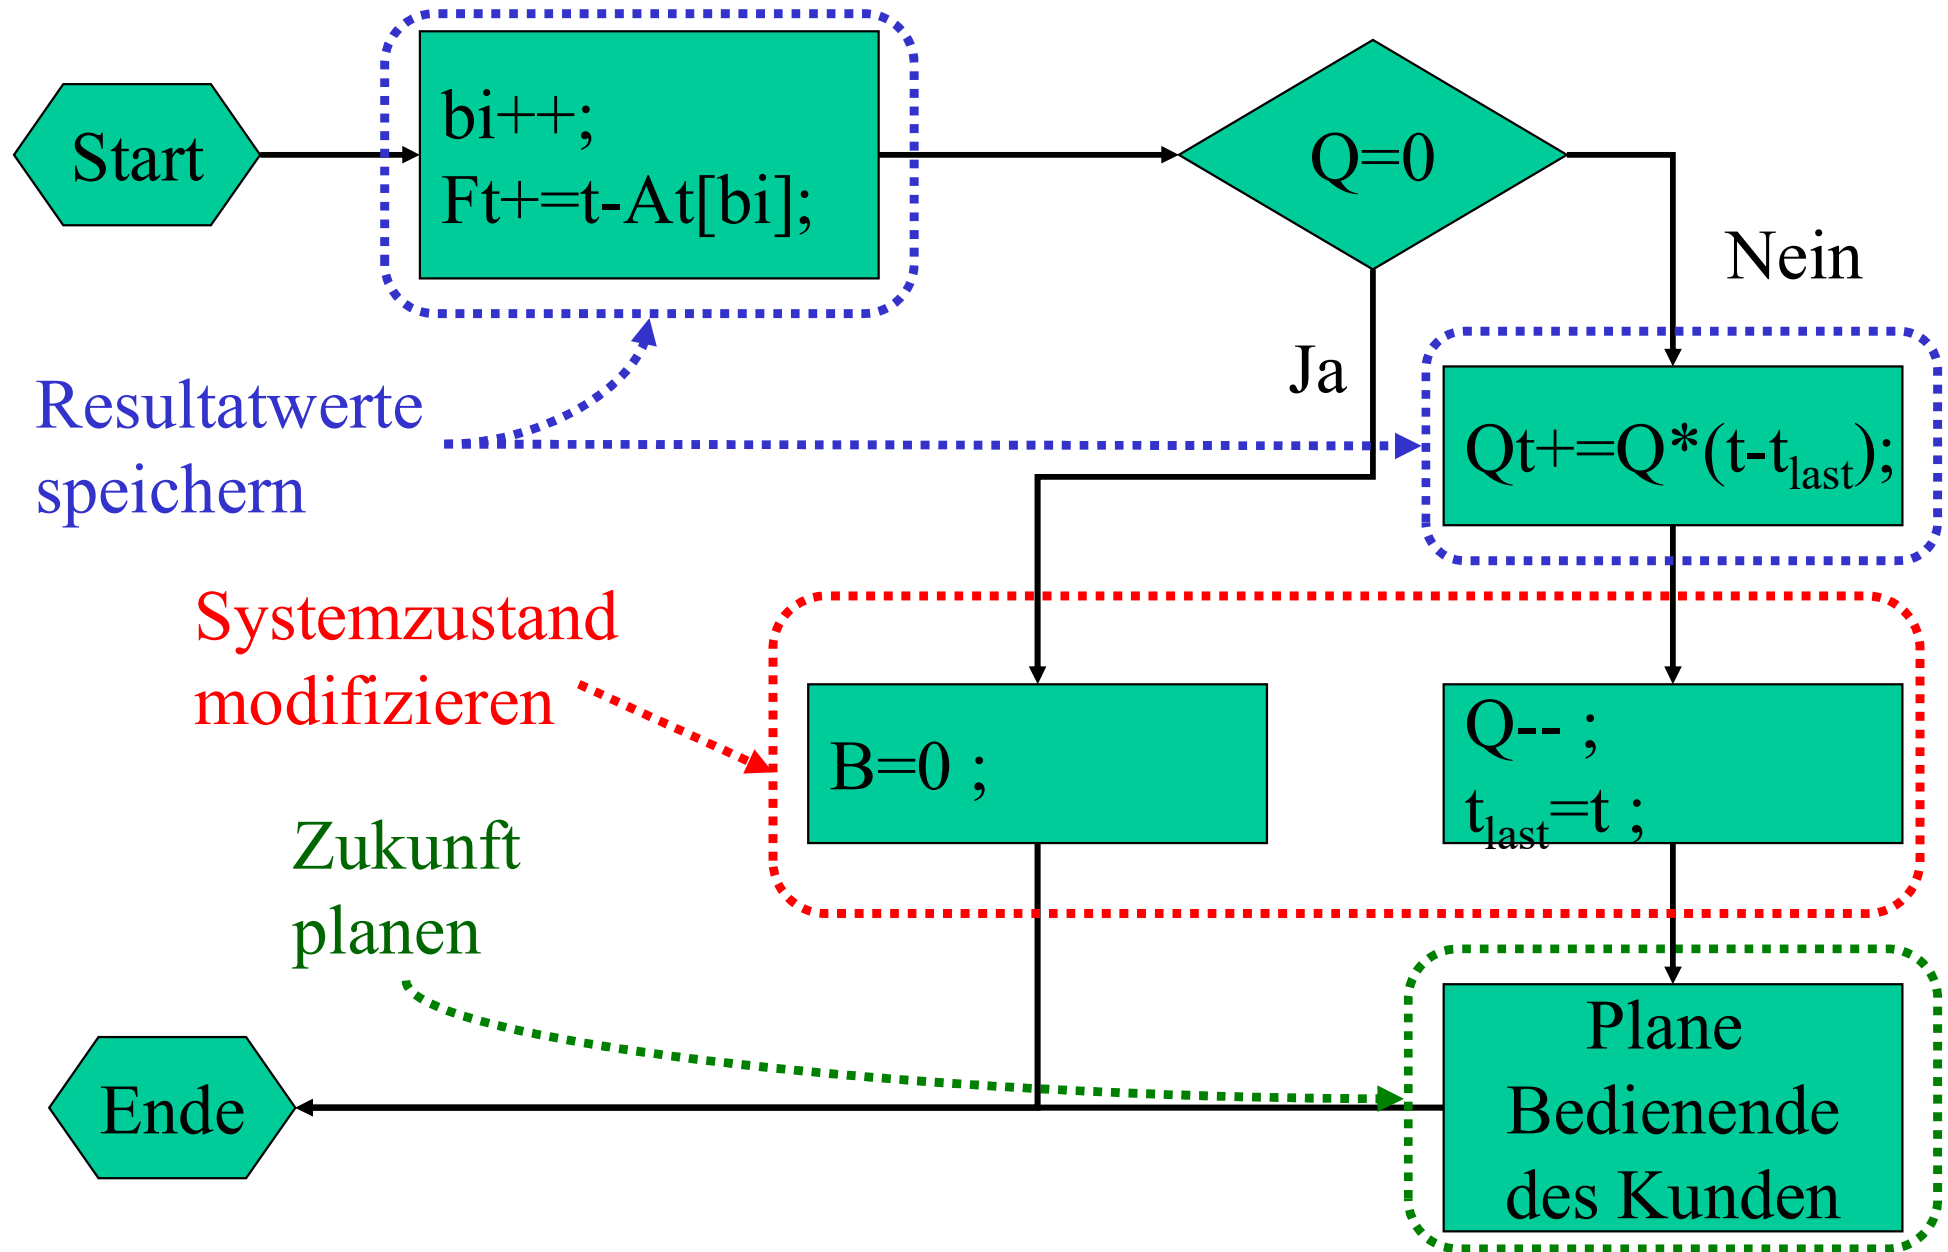 Start
bi++;
Ft+=t-At[bi];
Q=0
Nein
Ja
Resultatwerte
speichern
Qt+=Q*(t-tlast);
Systemzustand
modifizieren
B=0 ;
Q-- ;
tlast=t ;
Zukunft
planen
Plane
Bedienende
des Kunden
Ende